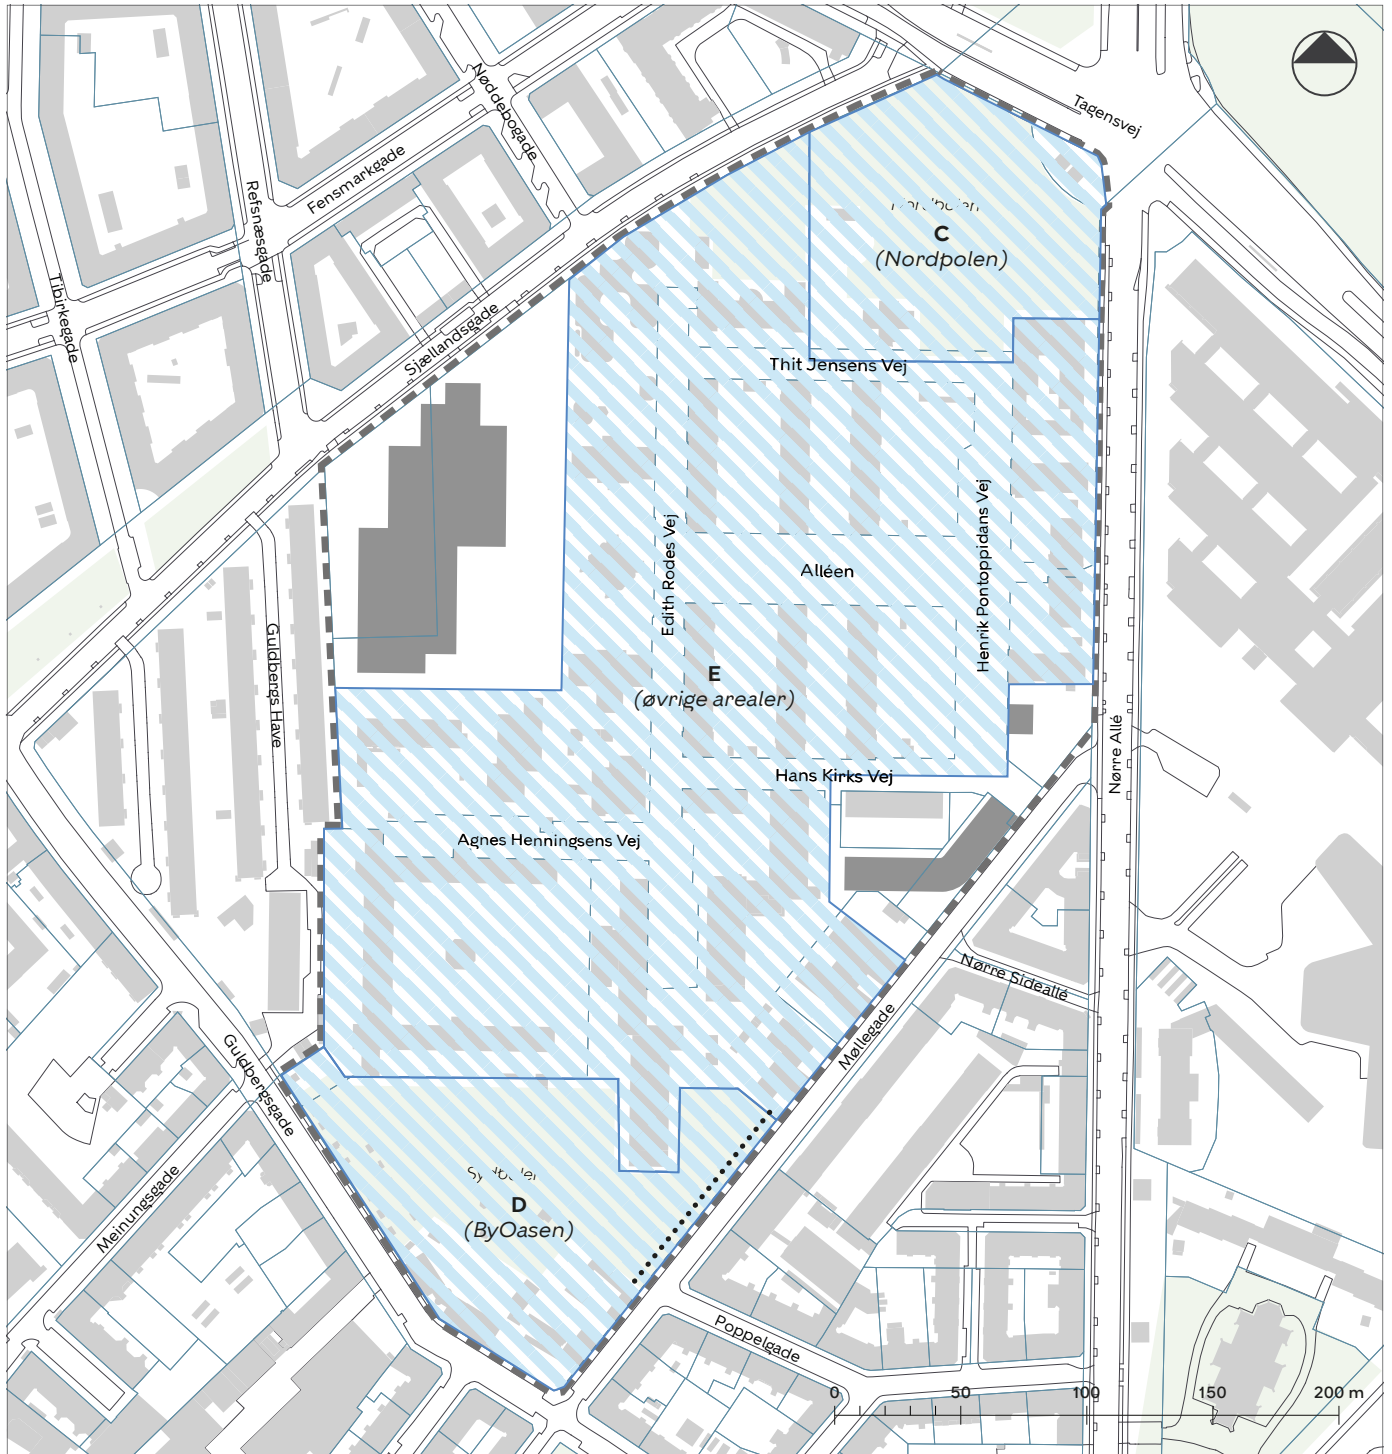 Nøddebogade
Tagensvej
Fensmarkgade
Refsnæsgade
C
(Nordpolen)
Tibirkegade
Sjællandsgade
Thit Jensens Vej
Henrik Pontoppidans Vej
Edith Rodes Vej
Alléen
Guldbergs Have
E
(øvrige arealer)
Nørre Allé
Hans Kirks Vej
Agnes Henningsens Vej
Nørre Sideallé
Møllegade
Guldbergsgade
Meinungsgade
D
(ByOasen)
Poppelgade
0 50 100 150 200 m